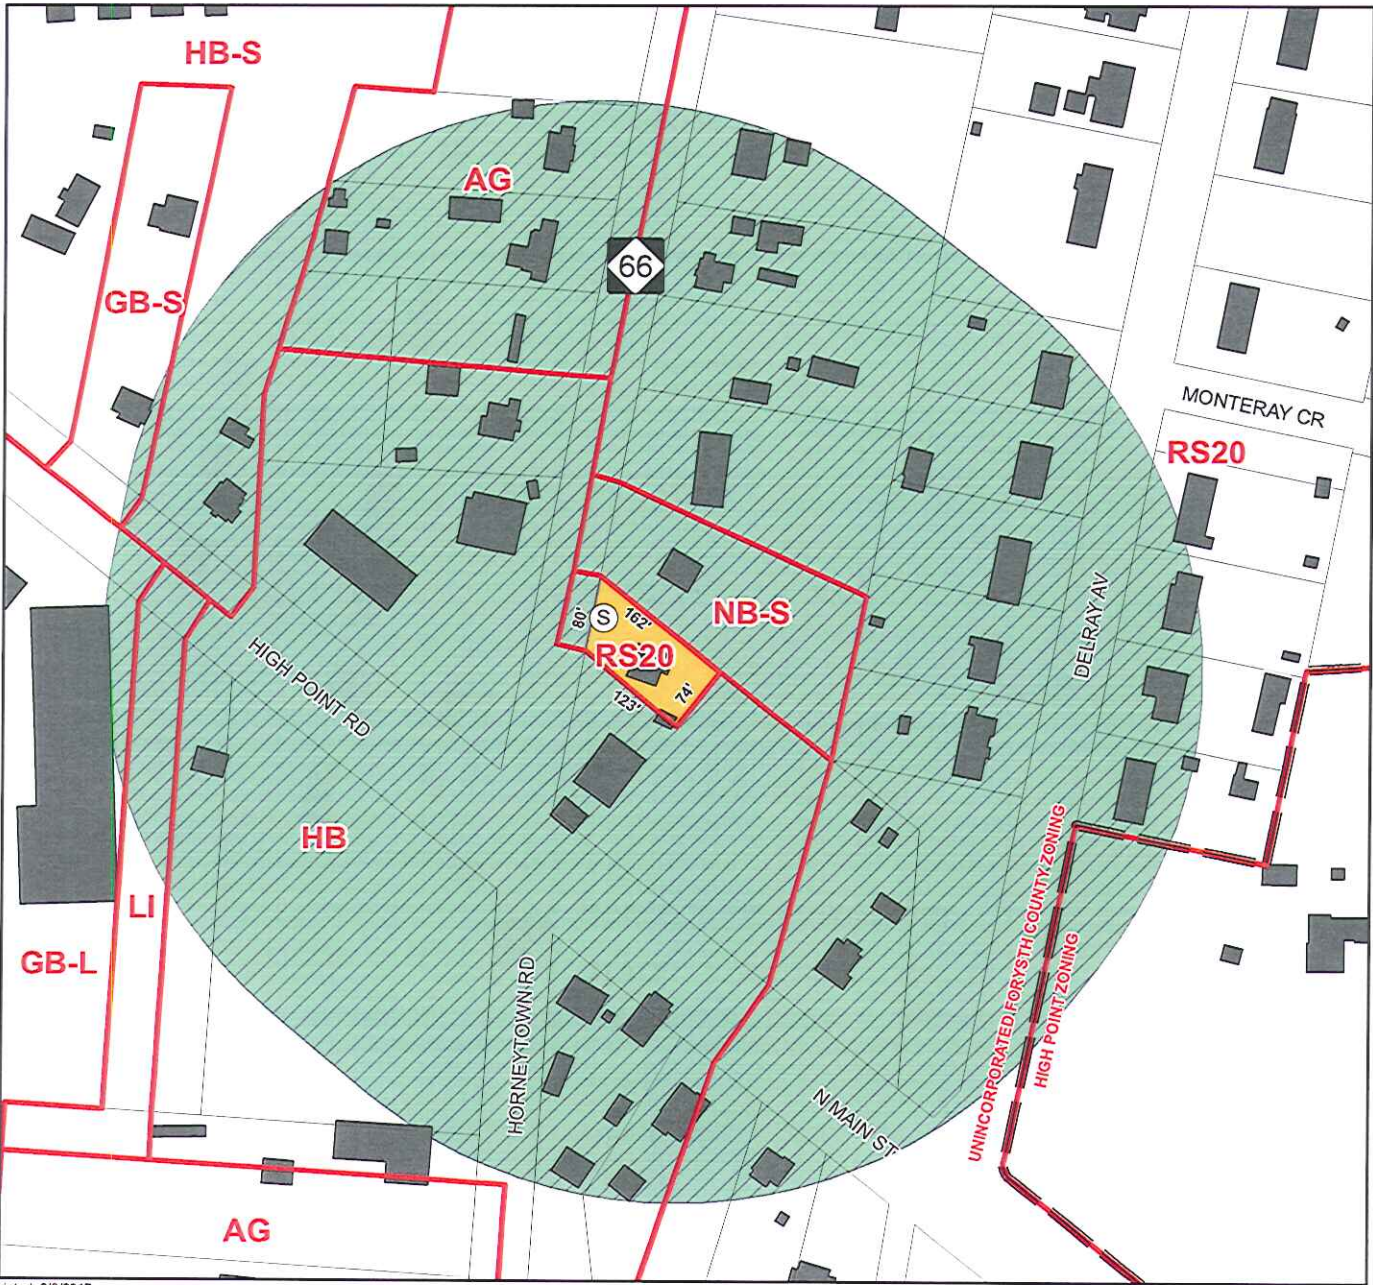 HB-S
AG
66
GB-S
MONTERAY CR
RS20
NB-S
S
80'
162'
RS20
74'
123'
HIGH POINT RD
DELRAY AV
HB
LI
GB-L
HORNEYTOWN RD
N MAIN ST
UNINCORPORATED FORYSTH COUNTY ZONING
HIGH POINT ZONING
AG